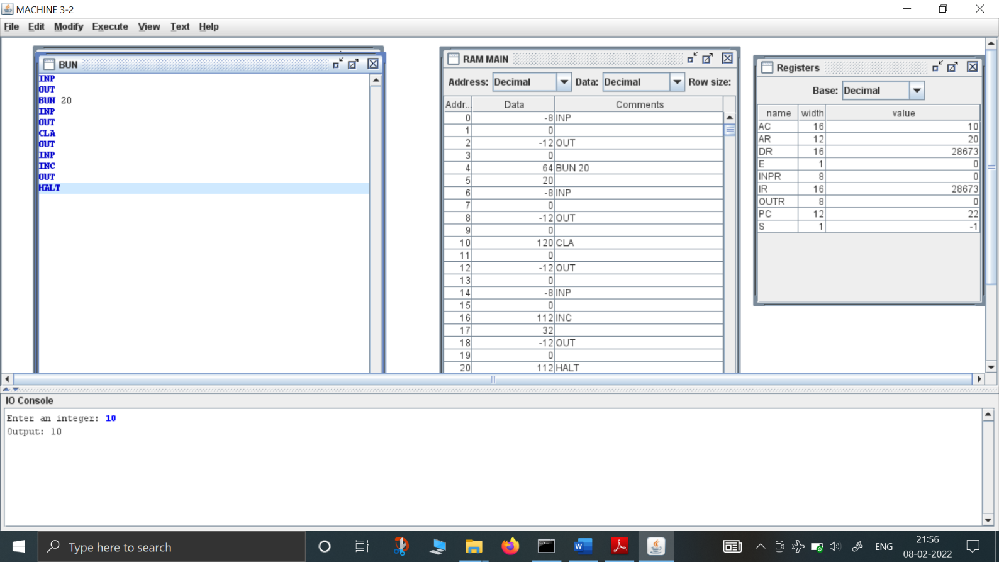 MACHINE 3-2
File Edit Modify Execute View Text Help
BUN
INP
OUT
BUN 20
INP
OUT
CLA
OUT
INP
INC
OUT
HALT
RAM MAIN
Address: Decimal Data: Decimal Row size:
Addr... Data Comments
0 -8 INP
1 0
2 -12 OUT
3 0
4 64 BUN 20
5 20
6 -8 INP
7 0
8 -12 OUT
9 0
10 120 CLA
11 0
12 -12 OUT
13 0
14 -8 INP
15 0
16 112 INC
17 32
18 -12 OUT
19 0
20 112 HALT
Registers
Base: Decimal
name width value
AC 16 10
AR 12 20
DR 16 28673
E 1 0
INPR 8 0
IR 16 28673
OUTR 8 0
PC 12 22
S 1 -1
IO Console
Enter an integer: 10
Output: 10
Type here to search
ENG
21:56
08-02-2022